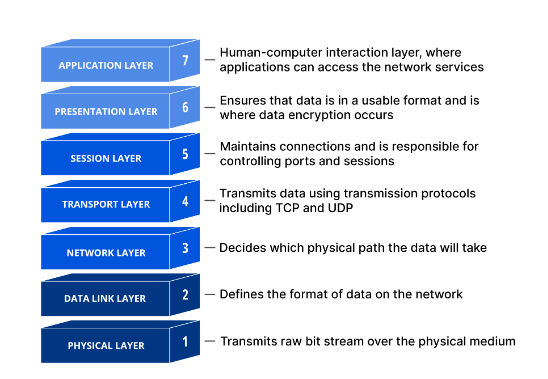 APPLICATION LAYER 7 — Human-computer interaction layer, where
applications can access the network services
PRESENTATION LAYER 6 — Ensures that data is in a usable format and is
where data encryption occurs
SESSION LAYER 5 — Maintains connections and is responsible for
controlling ports and sessions
TRANSPORT LAYER 4 — Transmits data using transmission protocols
including TCP and UDP
NETWORK LAYER 3 — Decides which physical path the data will take
DATA LINK LAYER 2 — Defines the format of data on the network
PHYSICAL LAYER 1 — Transmits raw bit stream over the physical medium